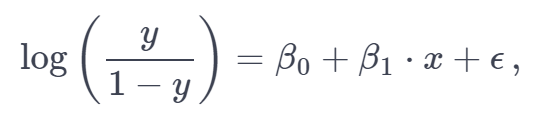 log ( y / (1 − y) ) = β₀ + β₁ · x + ϵ ,